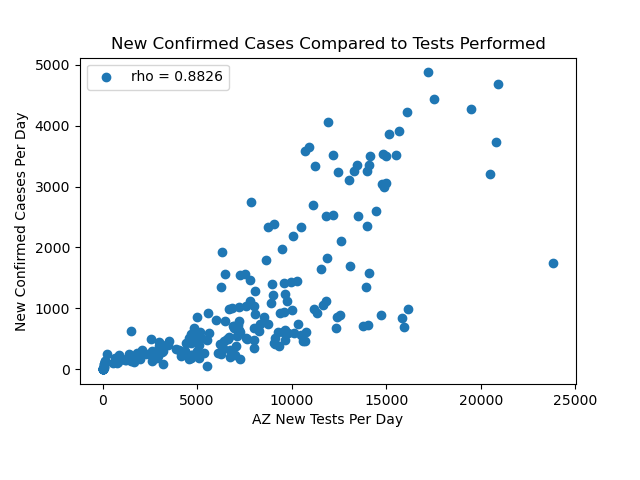 New Confirmed Cases Compared to Tests Performed
rho = 0.8826
5000
4000
3000
2000
1000
0
New Confirmed Caeses Per Day
0 5000 10000 15000 20000 25000
AZ New Tests Per Day